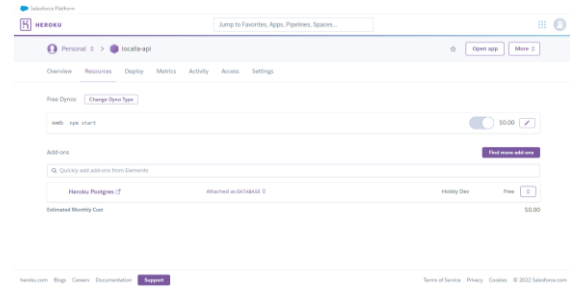 Salesforce Platform
HEROKU
Jump to Favorites, Apps, Pipelines, Spaces...
Personal > localla-api
Open app
More
Overview Resources Deploy Metrics Activity Access Settings
Free Dynos Change Dyno Type
web npm start $0.00
Add-ons Find more add-ons
Quickly add add-ons from Elements
Heroku Postgres Attached as DATABASE Hobby Dev Free
Estimated Monthly Cost $0.00
heroku.com Blogs Careers Documentation Support Terms of Service Privacy Cookies © 2022 Salesforce.com